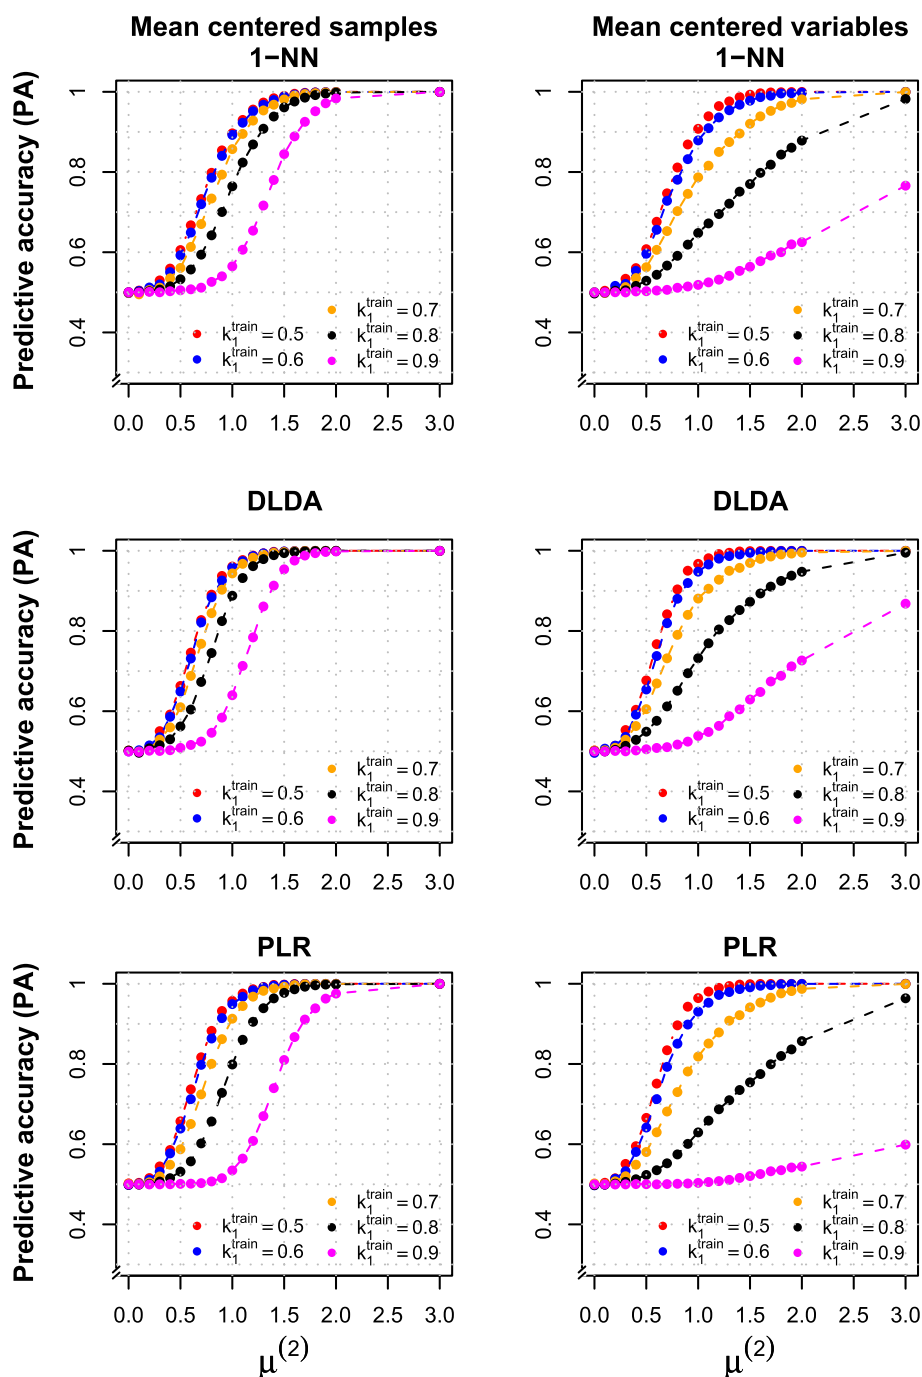 Mean centered samples
1−NN
Mean centered variables
1−NN
Predictive accuracy (PA)
1
0.8
0.6
0.4
k₁ᵗʳᵃⁱⁿ = 0.5
k₁ᵗʳᵃⁱⁿ = 0.6
k₁ᵗʳᵃⁱⁿ = 0.7
k₁ᵗʳᵃⁱⁿ = 0.8
k₁ᵗʳᵃⁱⁿ = 0.9
0.0 0.5 1.0 1.5 2.0 2.5 3.0
1
0.8
0.6
0.4
k₁ᵗʳᵃⁱⁿ = 0.5
k₁ᵗʳᵃⁱⁿ = 0.6
k₁ᵗʳᵃⁱⁿ = 0.7
k₁ᵗʳᵃⁱⁿ = 0.8
k₁ᵗʳᵃⁱⁿ = 0.9
0.0 0.5 1.0 1.5 2.0 2.5 3.0
DLDA
Predictive accuracy (PA)
1
0.8
0.6
0.4
k₁ᵗʳᵃⁱⁿ = 0.5
k₁ᵗʳᵃⁱⁿ = 0.6
k₁ᵗʳᵃⁱⁿ = 0.7
k₁ᵗʳᵃⁱⁿ = 0.8
k₁ᵗʳᵃⁱⁿ = 0.9
0.0 0.5 1.0 1.5 2.0 2.5 3.0
DLDA
1
0.8
0.6
0.4
k₁ᵗʳᵃⁱⁿ = 0.5
k₁ᵗʳᵃⁱⁿ = 0.6
k₁ᵗʳᵃⁱⁿ = 0.7
k₁ᵗʳᵃⁱⁿ = 0.8
k₁ᵗʳᵃⁱⁿ = 0.9
0.0 0.5 1.0 1.5 2.0 2.5 3.0
PLR
Predictive accuracy (PA)
1
0.8
0.6
0.4
k₁ᵗʳᵃⁱⁿ = 0.5
k₁ᵗʳᵃⁱⁿ = 0.6
k₁ᵗʳᵃⁱⁿ = 0.7
k₁ᵗʳᵃⁱⁿ = 0.8
k₁ᵗʳᵃⁱⁿ = 0.9
0.0 0.5 1.0 1.5 2.0 2.5 3.0
μ⁽²⁾
PLR
1
0.8
0.6
0.4
k₁ᵗʳᵃⁱⁿ = 0.5
k₁ᵗʳᵃⁱⁿ = 0.6
k₁ᵗʳᵃⁱⁿ = 0.7
k₁ᵗʳᵃⁱⁿ = 0.8
k₁ᵗʳᵃⁱⁿ = 0.9
0.0 0.5 1.0 1.5 2.0 2.5 3.0
μ⁽²⁾